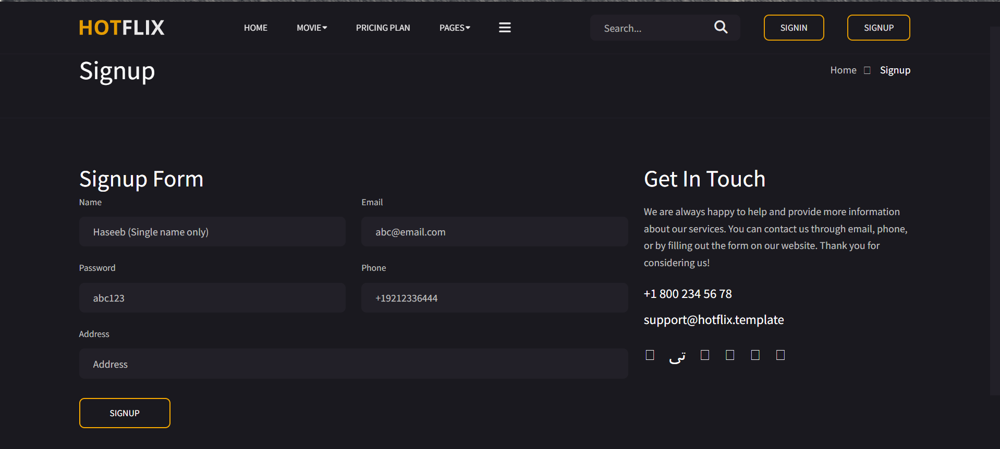 HOTFLIX
HOME
MOVIE
PRICING PLAN
PAGES
Search...
SIGNIN
SIGNUP
Signup
Home Signup
Signup Form
Name
Haseeb (Single name only)
Email
abc@email.com
Password
abc123
Phone
+19212336444
Address
Address
SIGNUP
Get In Touch
We are always happy to help and provide more information
about our services. You can contact us through email, phone,
or by filling out the form on our website. Thank you for
considering us!
+1 800 234 56 78
support@hotflix.template
تی